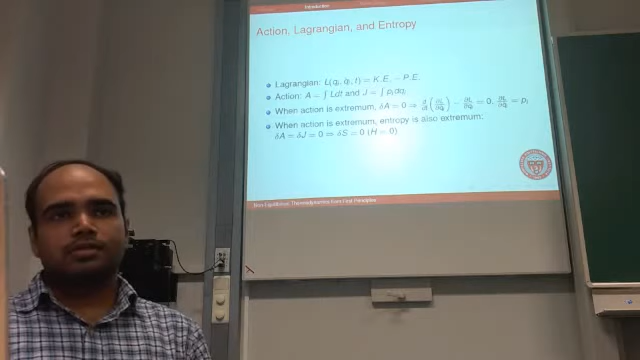 Introduction
Action, Lagrangian, and Entropy
Lagrangian: L(qᵢ, q̇ᵢ, t) = K.E. − P.E.
Action: A = ∫ Ldt and J = ∫ pᵢdqᵢ
When action is extremum, δA = 0 ⇒ d/dt (∂L/∂q̇ᵢ) − ∂L/∂qᵢ = 0, ∂L/∂q̇ᵢ = pᵢ
When action is extremum, entropy is also extremum:
δA = δJ = 0 ⇒ δS = 0 (H = 0)
Non-Equilibrium Thermodynamics from First Principles